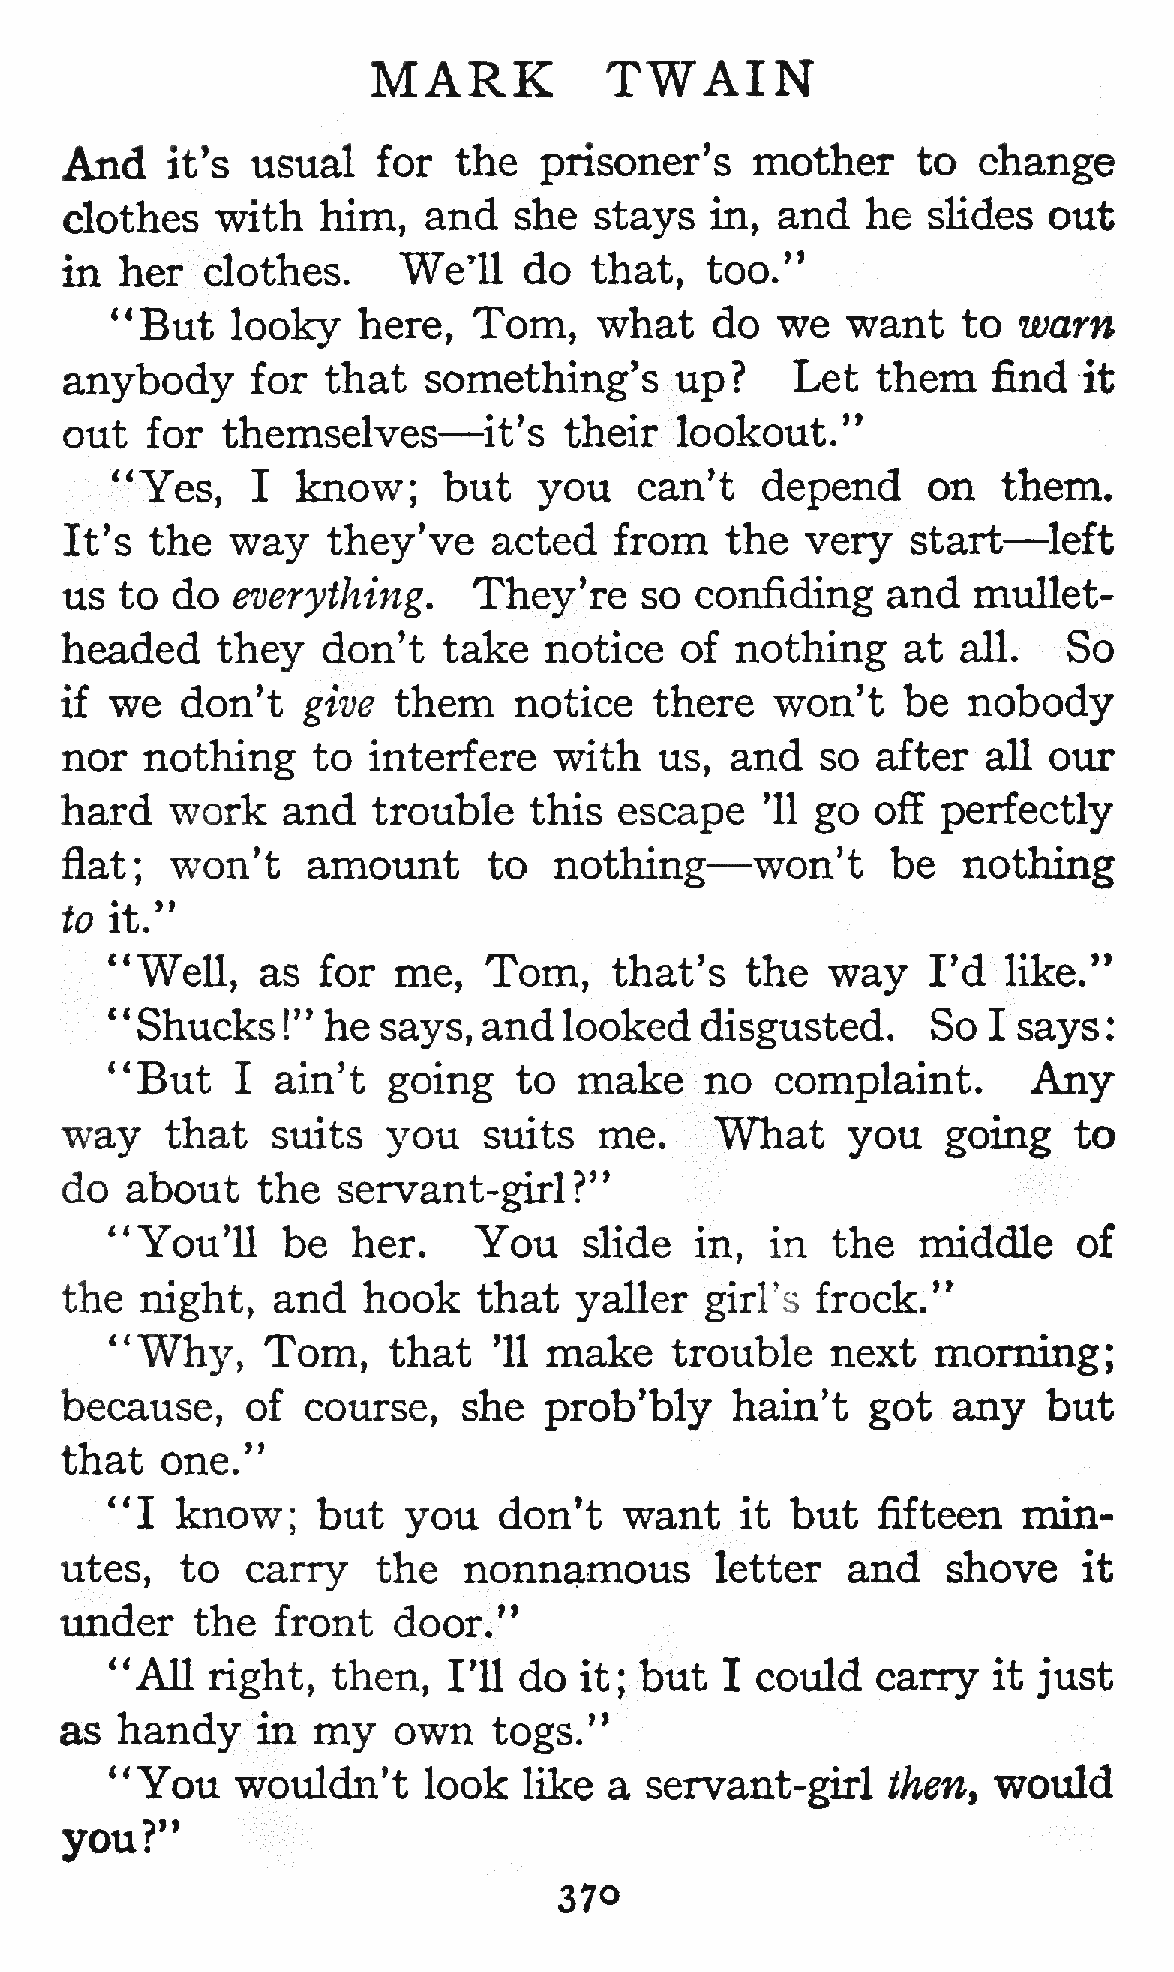 MARK TWAIN
And it's usual for the prisoner's mother to change
clothes with him, and she stays in, and he slides out
in her clothes. We'll do that, too."
"But looky here, Tom, what do we want to warn
anybody for that something's up? Let them find it
out for themselves—it's their lookout."
"Yes, I know; but you can't depend on them.
It's the way they've acted from the very start—left
us to do everything. They're so confiding and mullet-
headed they don't take notice of nothing at all. So
if we don't give them notice there won't be nobody
nor nothing to interfere with us, and so after all our
hard work and trouble this escape 'll go off perfectly
flat; won't amount to nothing—won't be nothing
to it."
"Well, as for me, Tom, that's the way I'd like."
"Shucks!" he says, and looked disgusted. So I says:
"But I ain't going to make no complaint. Any
way that suits you suits me. What you going to
do about the servant-girl?"
"You'll be her. You slide in, in the middle of
the night, and hook that yaller girl's frock."
"Why, Tom, that 'll make trouble next morning;
because, of course, she prob'bly hain't got any but
that one."
"I know; but you don't want it but fifteen min-
utes, to carry the nonnamous letter and shove it
under the front door."
"All right, then, I'll do it; but I could carry it just
as handy in my own togs."
"You wouldn't look like a servant-girl then, would
you?"
370